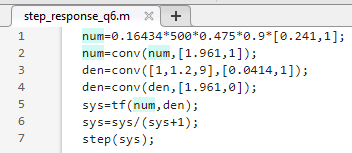 step_response_q6.m
1 num=0.16434*500*0.475*0.9*[0.241,1];
2 num=conv(num,[1.961,1]);
3 den=conv([1,1.2,9],[0.0414,1]);
4 den=conv(den,[1.961,0]);
5 sys=tf(num,den);
6 sys=sys/(sys+1);
7 step(sys);